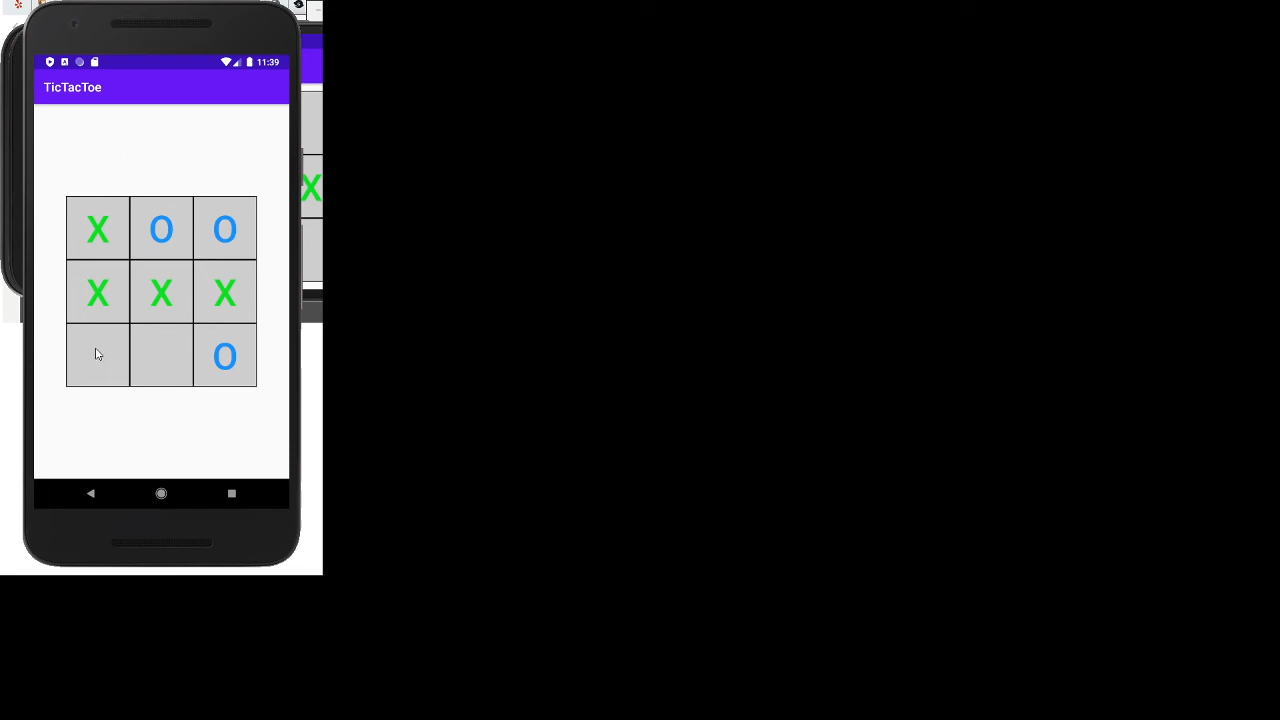 11:39
TicTacToe
X O O
X X X
O
X